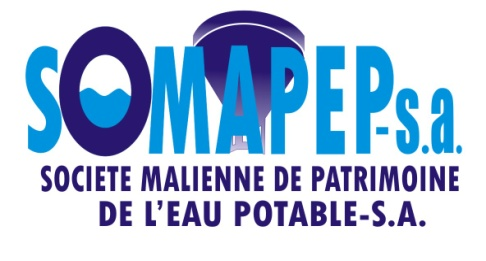 SOMAPEP-s.a.
SOCIETE MALIENNE DE PATRIMOINE
DE L'EAU POTABLE-S.A.